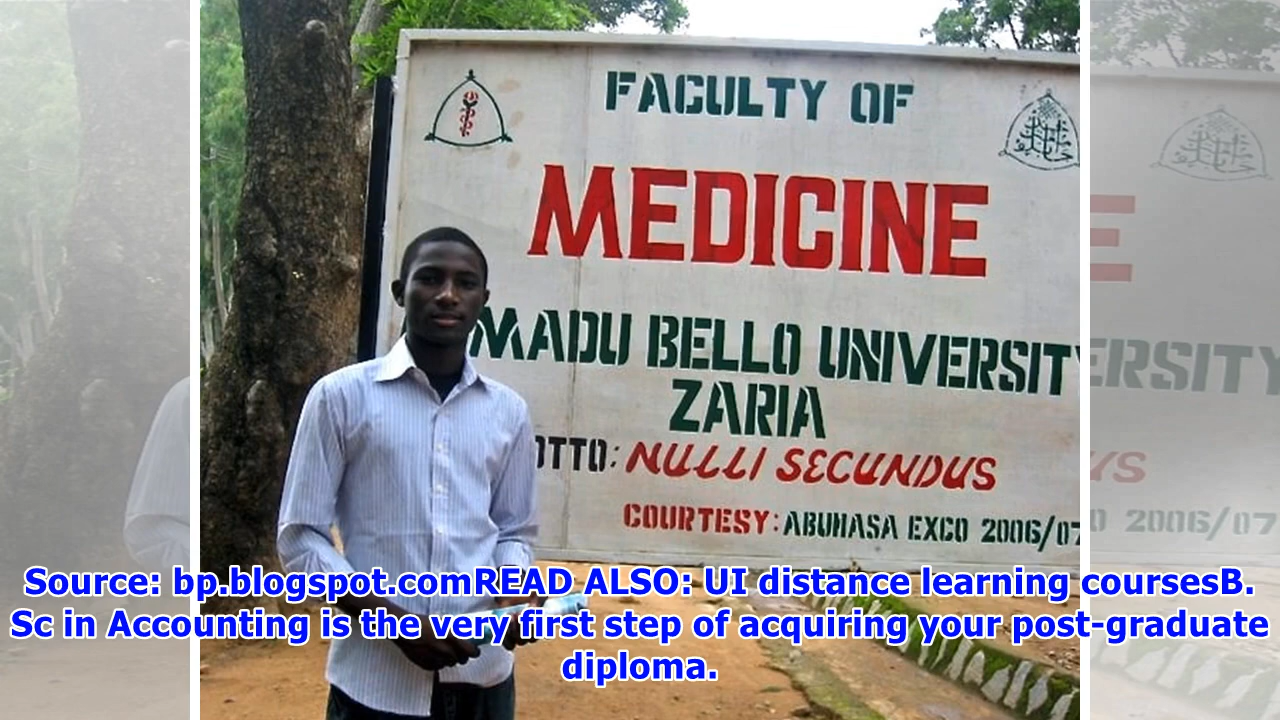 FACULTY OF
MEDICINE
MADU BELLO UNIVERSITY
ZARIA
OTTO: NULLI SECUNDUS
COURTESY: ABUHASA EXCO 2006/07
Source: bp.blogspot.comREAD ALSO: UI distance learning coursesB.
Sc in Accounting is the very first step of acquiring your post-graduate
diploma.